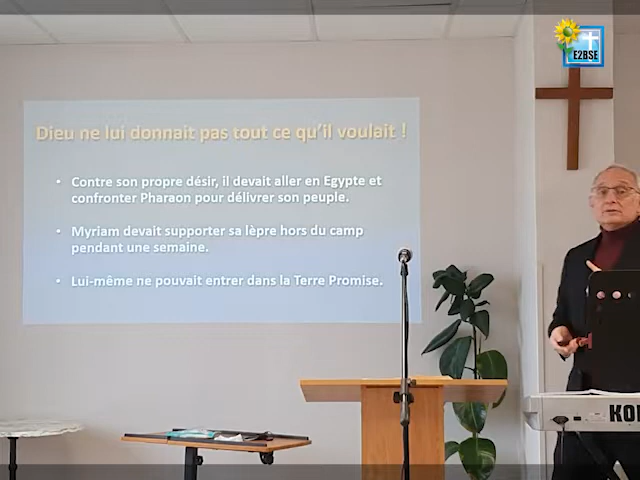 E2BSE
Dieu ne lui donnait pas tout ce qu'il voulait !
• Contre son propre désir, il devait aller en Egypte et
confronter Pharaon pour délivrer son peuple.
• Myriam devait supporter sa lèpre hors du camp
pendant une semaine.
• Lui-même ne pouvait entrer dans la Terre Promise.